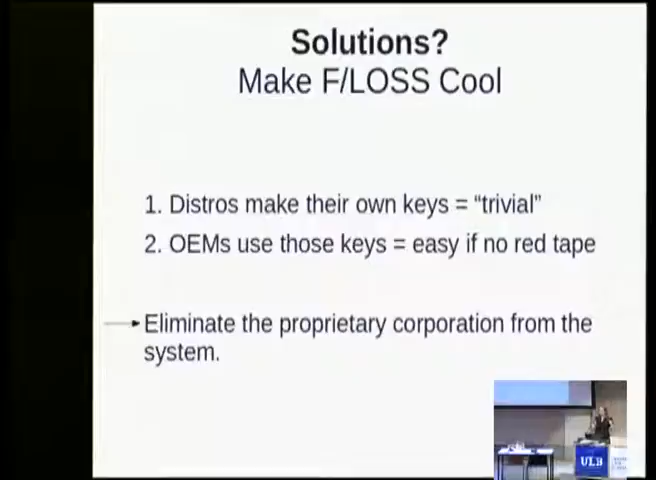 Solutions?
Make F/LOSS Cool
1. Distros make their own keys = “trivial”
2. OEMs use those keys = easy if no red tape
Eliminate the proprietary corporation from the
system.
ULB